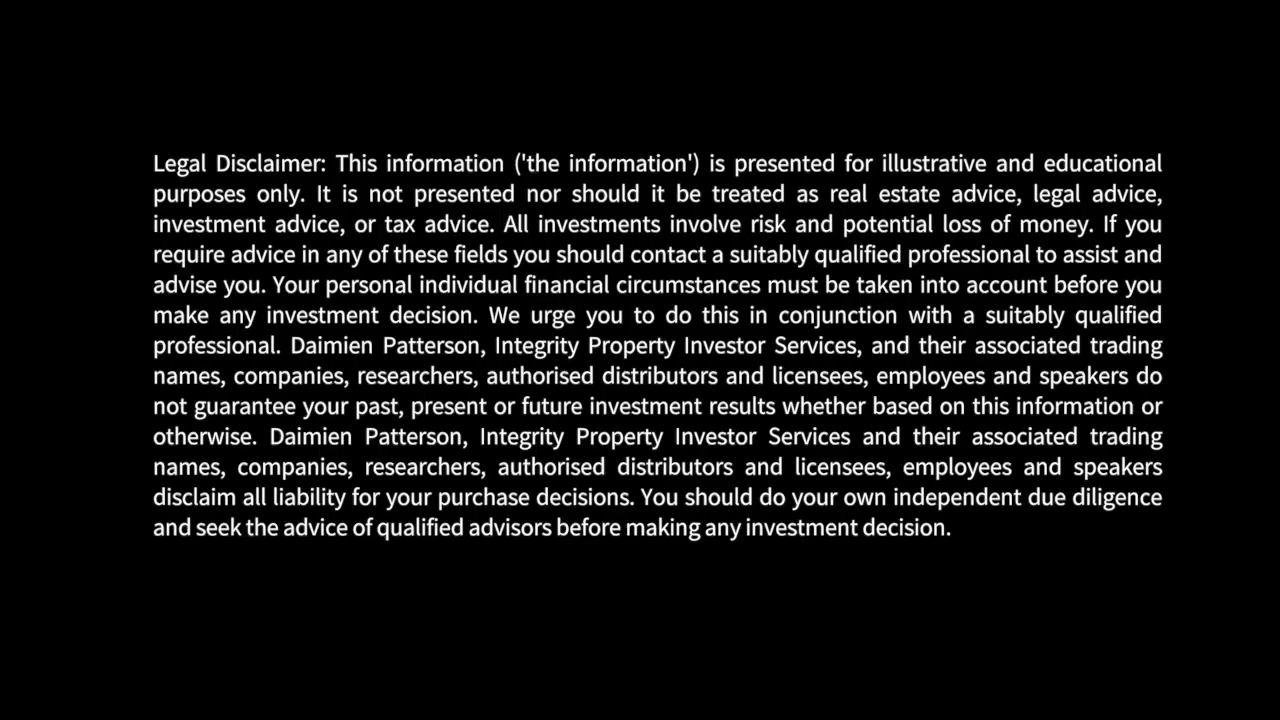 Legal Disclaimer: This information ('the information') is presented for illustrative and educational
purposes only. It is not presented nor should it be treated as real estate advice, legal advice,
investment advice, or tax advice. All investments involve risk and potential loss of money. If you
require advice in any of these fields you should contact a suitably qualified professional to assist and
advise you. Your personal individual financial circumstances must be taken into account before you
make any investment decision. We urge you to do this in conjunction with a suitably qualified
professional. Daimien Patterson, Integrity Property Investor Services, and their associated trading
names, companies, researchers, authorised distributors and licensees, employees and speakers do
not guarantee your past, present or future investment results whether based on this information or
otherwise. Daimien Patterson, Integrity Property Investor Services and their associated trading
names, companies, researchers, authorised distributors and licensees, employees and speakers
disclaim all liability for your purchase decisions. You should do your own independent due diligence
and seek the advice of qualified advisors before making any investment decision.